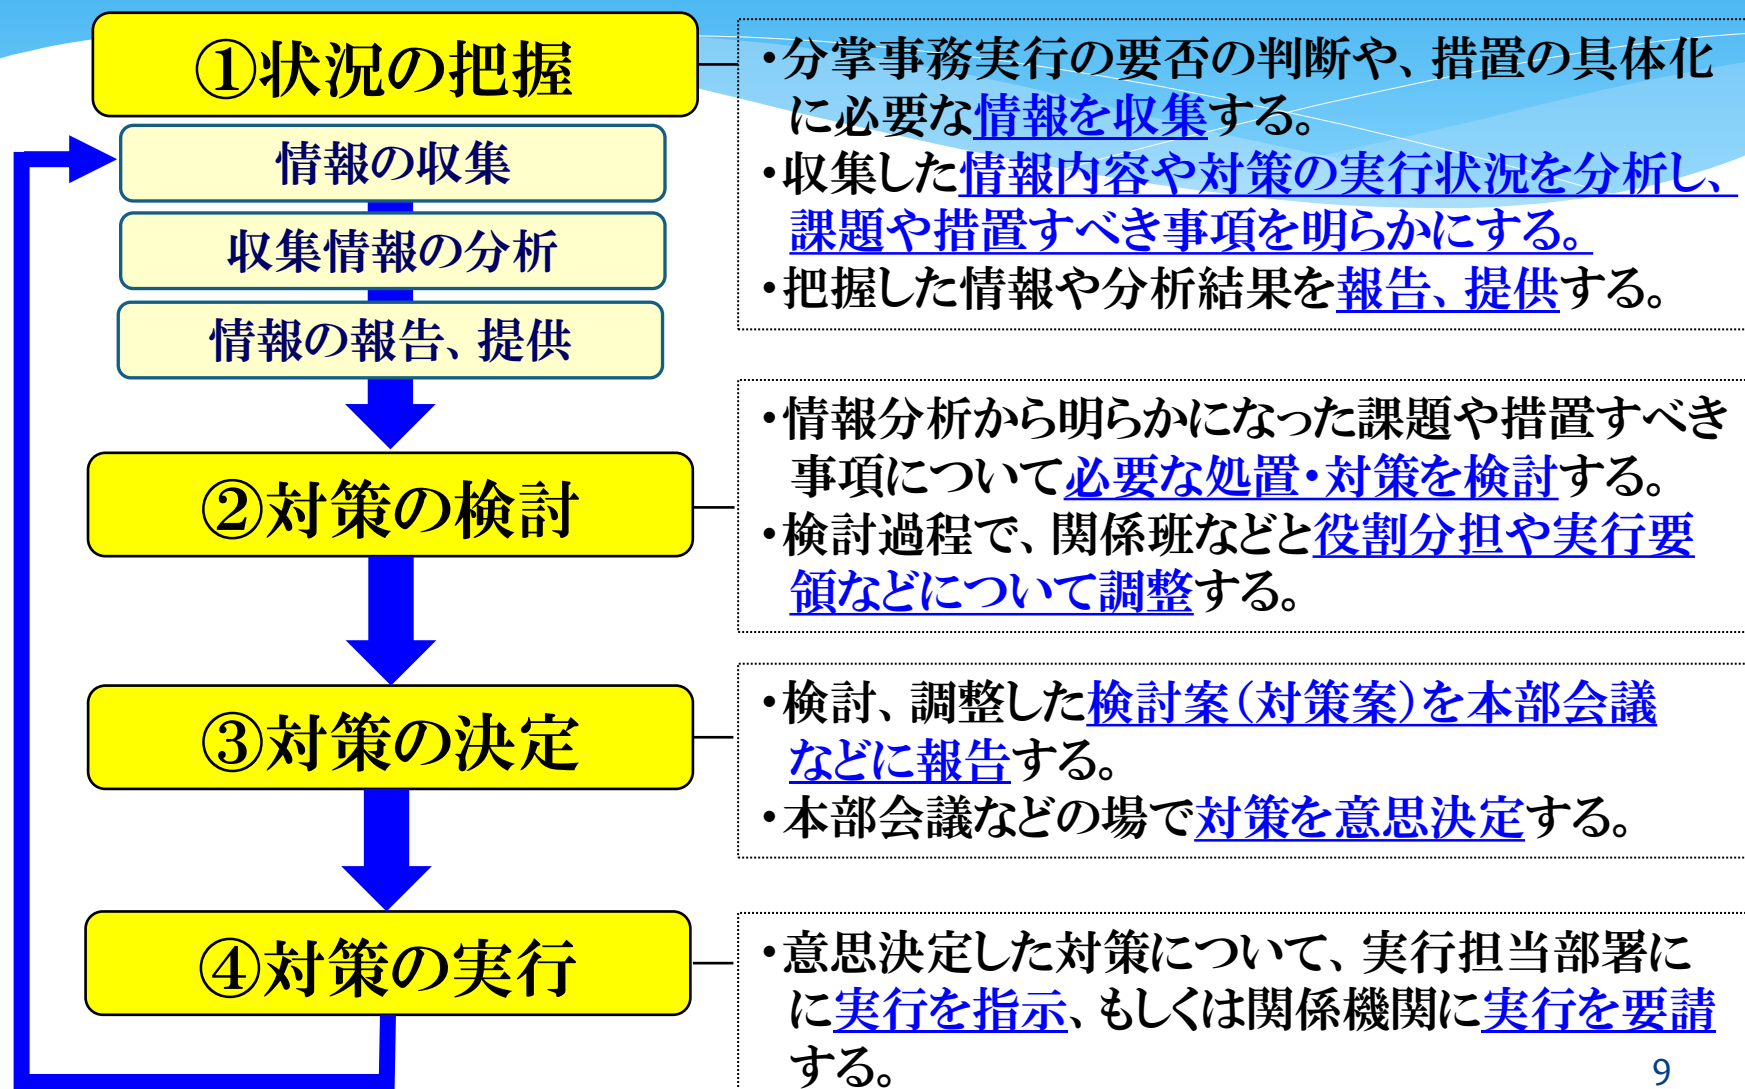 ①状況の把握
情報の収集
収集情報の分析
情報の報告、提供
・分掌事務実行の要否の判断や、措置の具体化
に必要な情報を収集する。
・収集した情報内容や対策の実行状況を分析し、
課題や措置すべき事項を明らかにする。
・把握した情報や分析結果を報告、提供する。
②対策の検討
・情報分析から明らかになった課題や措置すべき
事項について必要な処置・対策を検討する。
・検討過程で、関係班などと役割分担や実行要
領などについて調整する。
③対策の決定
・検討、調整した検討案(対策案)を本部会議
などに報告する。
・本部会議などの場で対策を意思決定する。
④対策の実行
・意思決定した対策について、実行担当部署に
に実行を指示、もしくは関係機関に実行を要請
する。
9